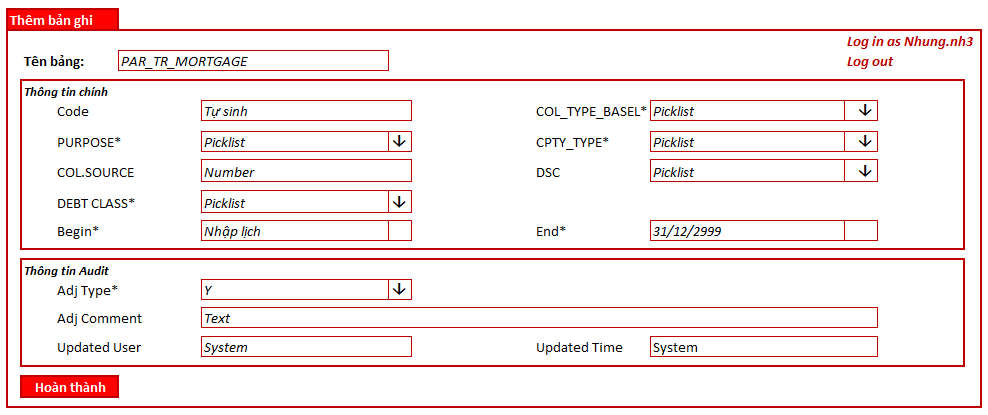 Thêm bản ghi
Log in as Nhung.nh3
Tên bảng: PAR_TR_MORTGAGE Log out
Thông tin chính
Code Tự sinh COL_TYPE_BASEL* Picklist
PURPOSE* Picklist CPTY_TYPE* Picklist
COL.SOURCE Number DSC Picklist
DEBT CLASS* Picklist
Begin* Nhập lịch End* 31/12/2999
Thông tin Audit
Adj Type* Y
Adj Comment Text
Updated User System Updated Time System
Hoàn thành